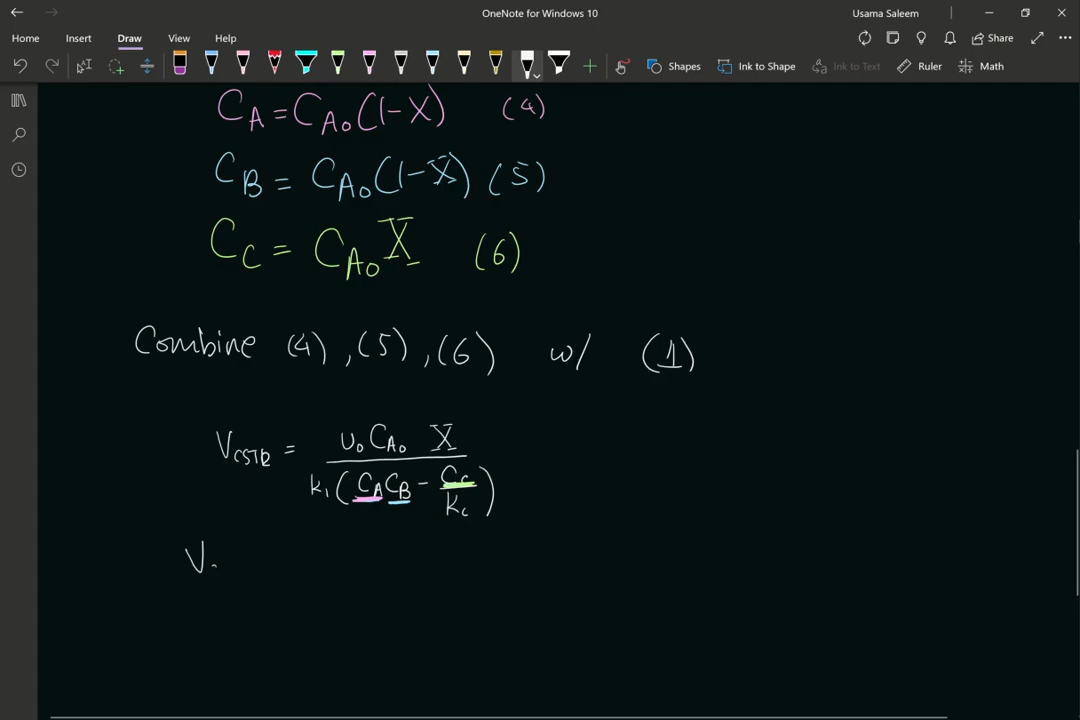 OneNote for Windows 10
Usama Saleem
Home Insert Draw View Help
Share
Shapes Ink to Shape Ink to Text Ruler Math
C_A = C_A0 (1-X) (4)
C_B = C_A0 (1-X) (5)
C_C = C_A0 X (6)
Combine (4), (5), (6) w/ (1)
V_CSTR = υ_0 C_A0 X / k_1 (C_A C_B - C_C / K_C)
V